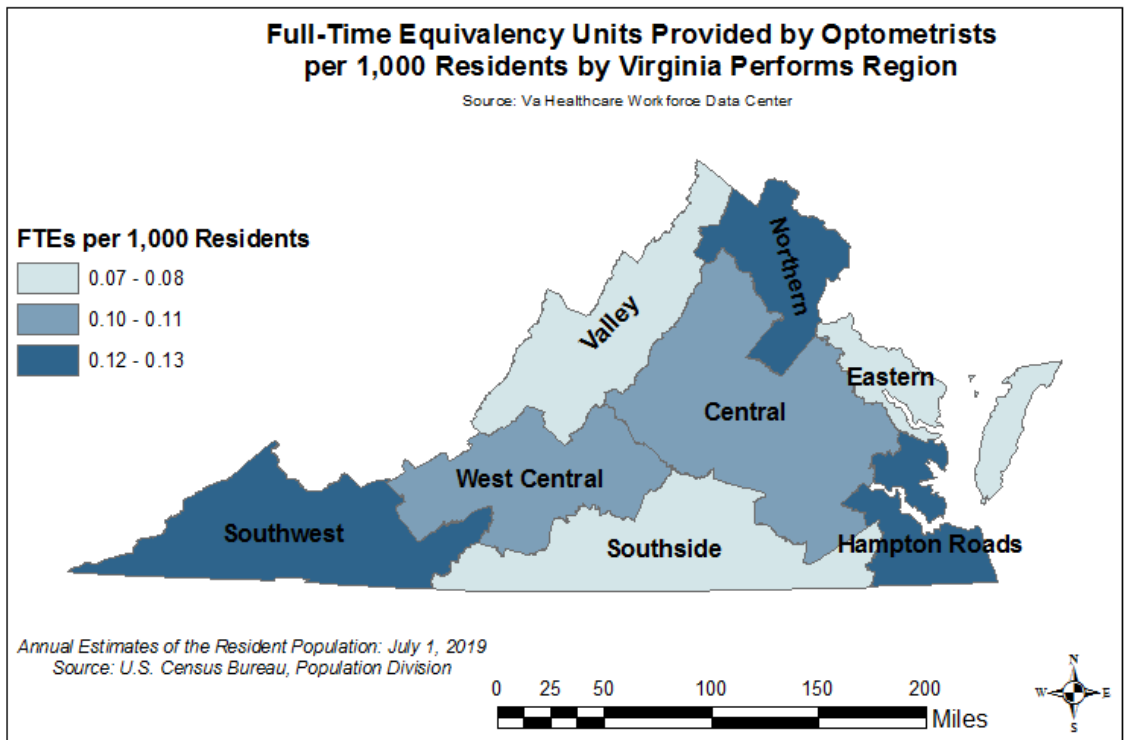 Full-Time Equivalency Units Provided by Optometrists
per 1,000 Residents by Virginia Performs Region
Source: Va Healthcare Workforce Data Center
FTEs per 1,000 Residents
0.07 - 0.08
0.10 - 0.11
0.12 - 0.13
Northern
Valley
Eastern
Central
West Central
Southwest
Southside
Hampton Roads
Annual Estimates of the Resident Population: July 1, 2019
Source: U.S. Census Bureau, Population Division
0 25 50 100 150 200
Miles
N
W E
S